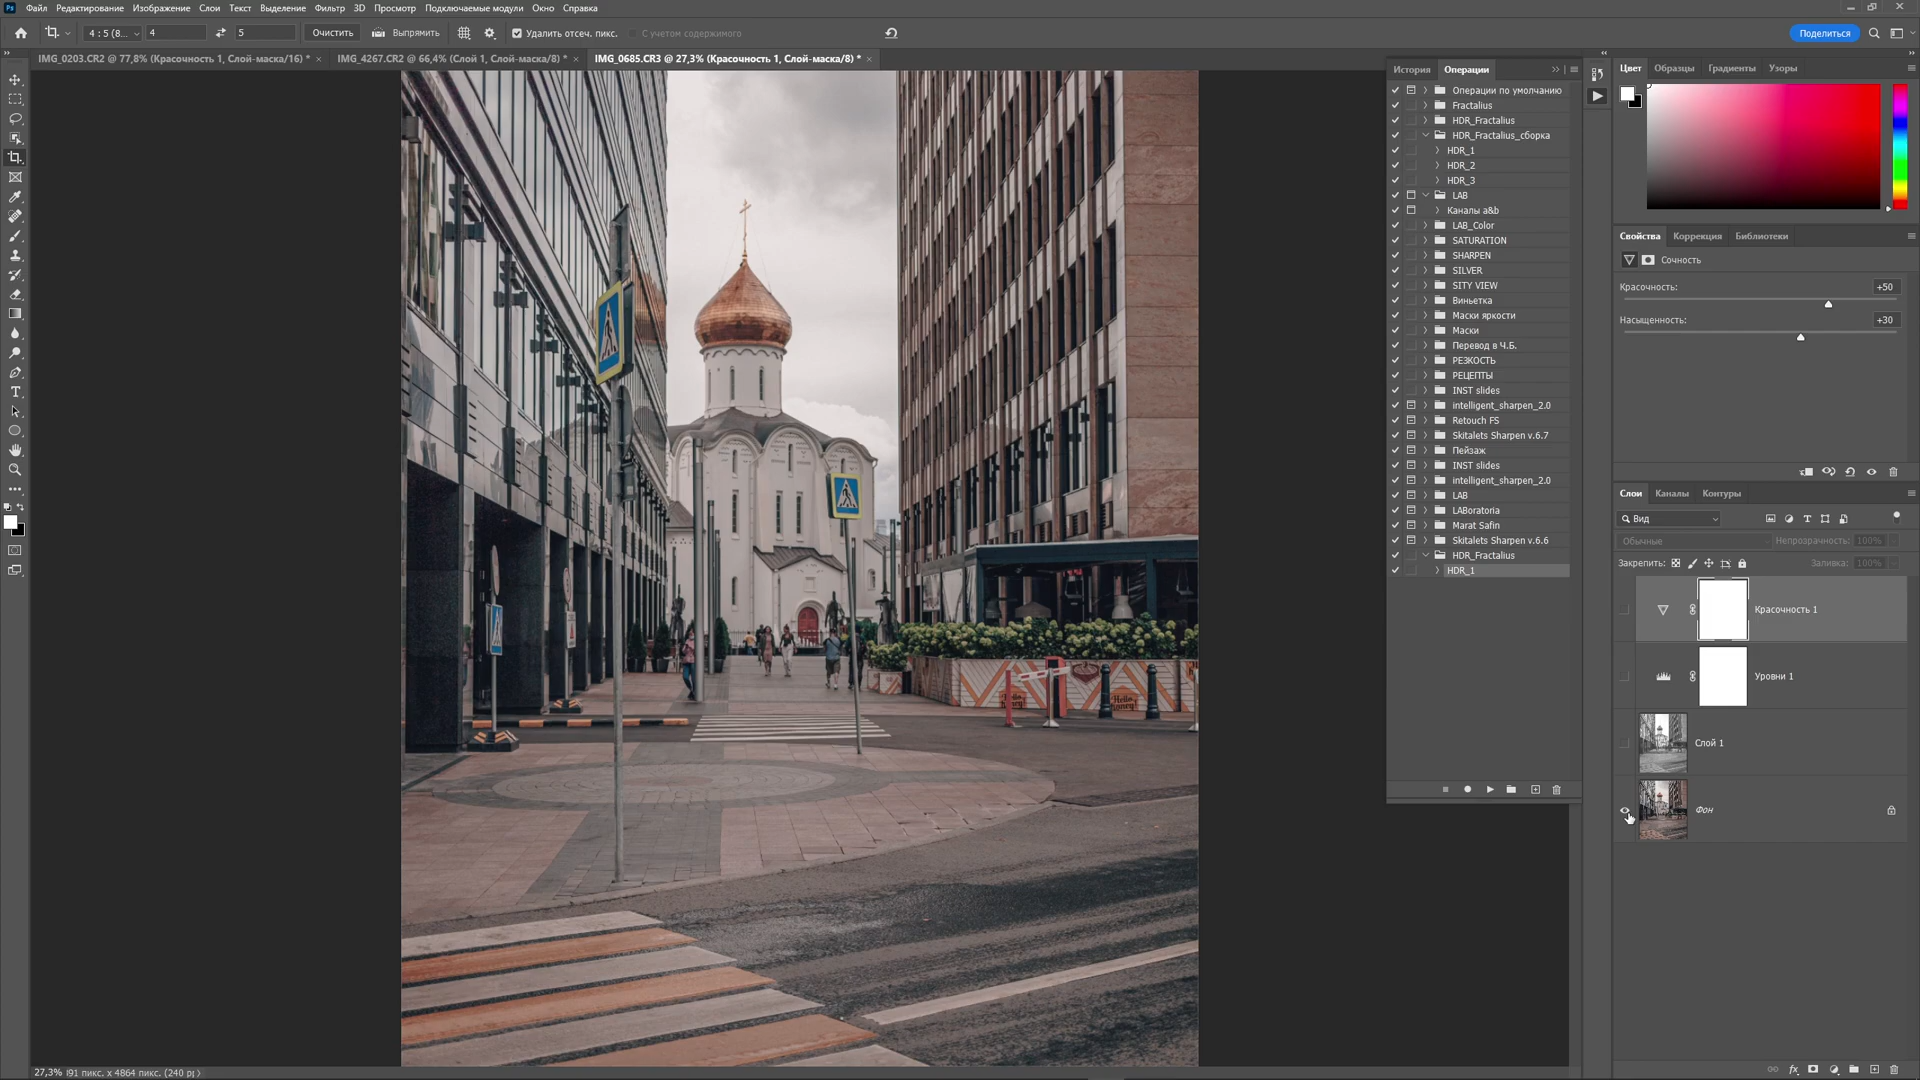 Ps Файл Редактирование Изображение Слои Текст Выделение Фильтр 3D Просмотр Подключаемые модули Окно Справка
4 : 5 (8... 4 5 Очистить Выпрямить Удалить отсеч. пикс. С учетом содержимого Поделиться
IMG_0203.CR2 @ 77,8% (Красочность 1, Слой-маска/16) * × IMG_4267.CR2 @ 66,4% (Слой 1, Слой-маска/8) * × IMG_0685.CR3 @ 27,3% (Красочность 1, Слой-маска/8) * ×
История Операции
Операции по умолчанию
Fractalius
HDR_Fractalius
HDR_Fractalius_сборка
HDR_1
HDR_2
HDR_3
LAB
Каналы a&b
LAB_Color
SATURATION
SHARPEN
SILVER
SITY VIEW
Виньетка
Маски яркости
Маски
Перевод в Ч.Б.
РЕЗКОСТЬ
РЕЦЕПТЫ
INST slides
intelligent_sharpen_2.0
Retouch FS
Skitalets Sharpen v.6.7
Пейзаж
INST slides
intelligent_sharpen_2.0
LAB
LABoratoria
Marat Safin
Skitalets Sharpen v.6.6
HDR_Fractalius
HDR_1
Цвет Образцы Градиенты Узоры
Свойства Коррекция Библиотеки
Сочность
Красочность: +50
Насыщенность: +30
Слои Каналы Контуры
Вид
Обычные Непрозрачность: 100%
Закрепить: Заливка: 100%
Красочность 1
Уровни 1
Слой 1
Фон
Hello honey
Hello honey
27,3%